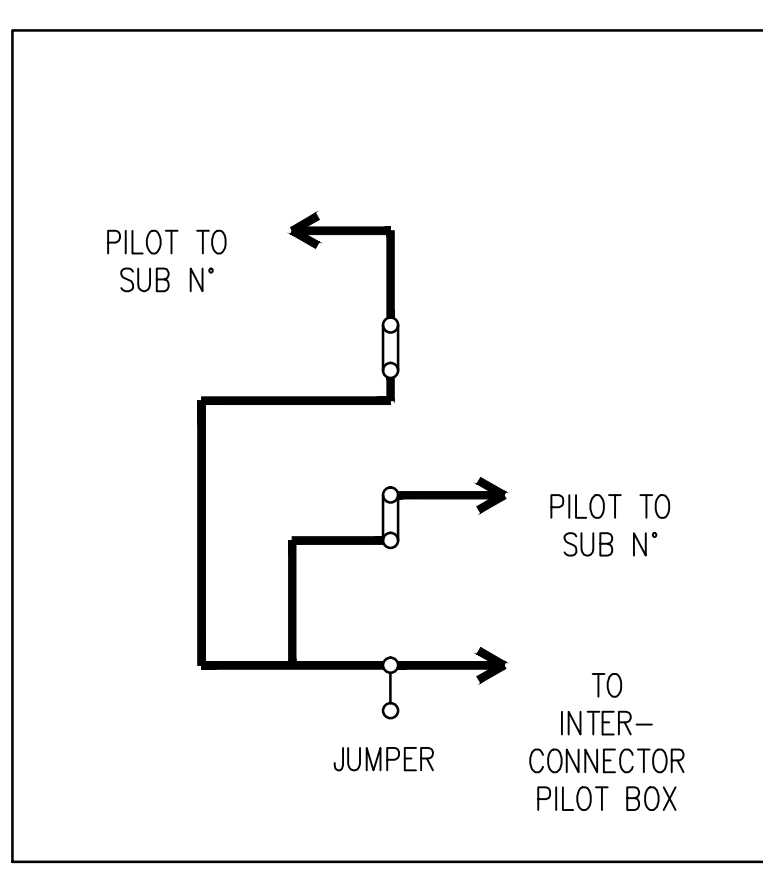 PILOT TO
SUB N°
PILOT TO
SUB N°
TO
INTER-
CONNECTOR
PILOT BOX
JUMPER